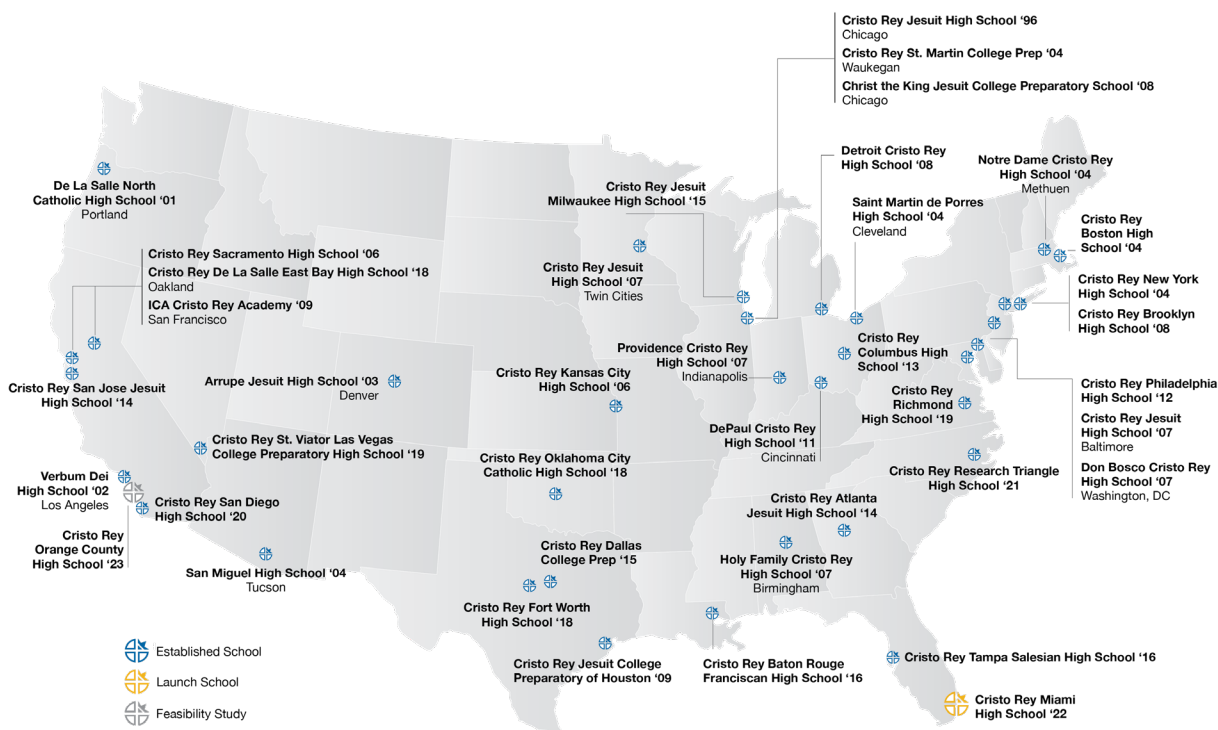 Cristo Rey Jesuit High School ‘96
Chicago
Cristo Rey St. Martin College Prep ‘04
Waukegan
Christ the King Jesuit College Preparatory School ‘08
Chicago
Detroit Cristo Rey
High School ‘08
Notre Dame Cristo Rey
High School ‘04
Methuen
De La Salle North
Catholic High School ‘01
Portland
Cristo Rey Jesuit
Milwaukee High School ‘15
Saint Martin de Porres
High School ‘04
Cleveland
Cristo Rey
Boston High
School ‘04
Cristo Rey Sacramento High School ‘06
Cristo Rey De La Salle East Bay High School ‘18
Oakland
ICA Cristo Rey Academy ‘09
San Francisco
Cristo Rey Jesuit
High School ‘07
Twin Cities
Cristo Rey New York
High School ‘04
Cristo Rey Brooklyn
High School ‘08
Providence Cristo Rey
High School ‘07
Indianapolis
Cristo Rey
Columbus High
School ‘13
Cristo Rey San Jose Jesuit
High School ‘14
Arrupe Jesuit High School ‘03
Denver
Cristo Rey Kansas City
High School ‘06
Cristo Rey
Richmond
High School ‘19
Cristo Rey Philadelphia
High School ‘12
Cristo Rey Jesuit
High School ‘07
Baltimore
Don Bosco Cristo Rey
High School ‘07
Washington, DC
DePaul Cristo Rey
High School ‘11
Cincinnati
Cristo Rey St. Viator Las Vegas
College Preparatory High School ‘19
Cristo Rey Oklahoma City
Catholic High School ‘18
Cristo Rey Research Triangle
High School ‘21
Verbum Dei
High School ‘02
Los Angeles
Cristo Rey San Diego
High School ‘20
Cristo Rey Atlanta
Jesuit High School ‘14
Cristo Rey
Orange County
High School ‘23
Cristo Rey Dallas
College Prep ‘15
Holy Family Cristo Rey
High School ‘07
Birmingham
San Miguel High School ‘04
Tucson
Cristo Rey Fort Worth
High School ‘18
Cristo Rey Jesuit College
Preparatory of Houston ‘09
Cristo Rey Baton Rouge
Franciscan High School ‘16
Cristo Rey Tampa Salesian High School ‘16
Cristo Rey Miami
High School ‘22
Established School
Launch School
Feasibility Study